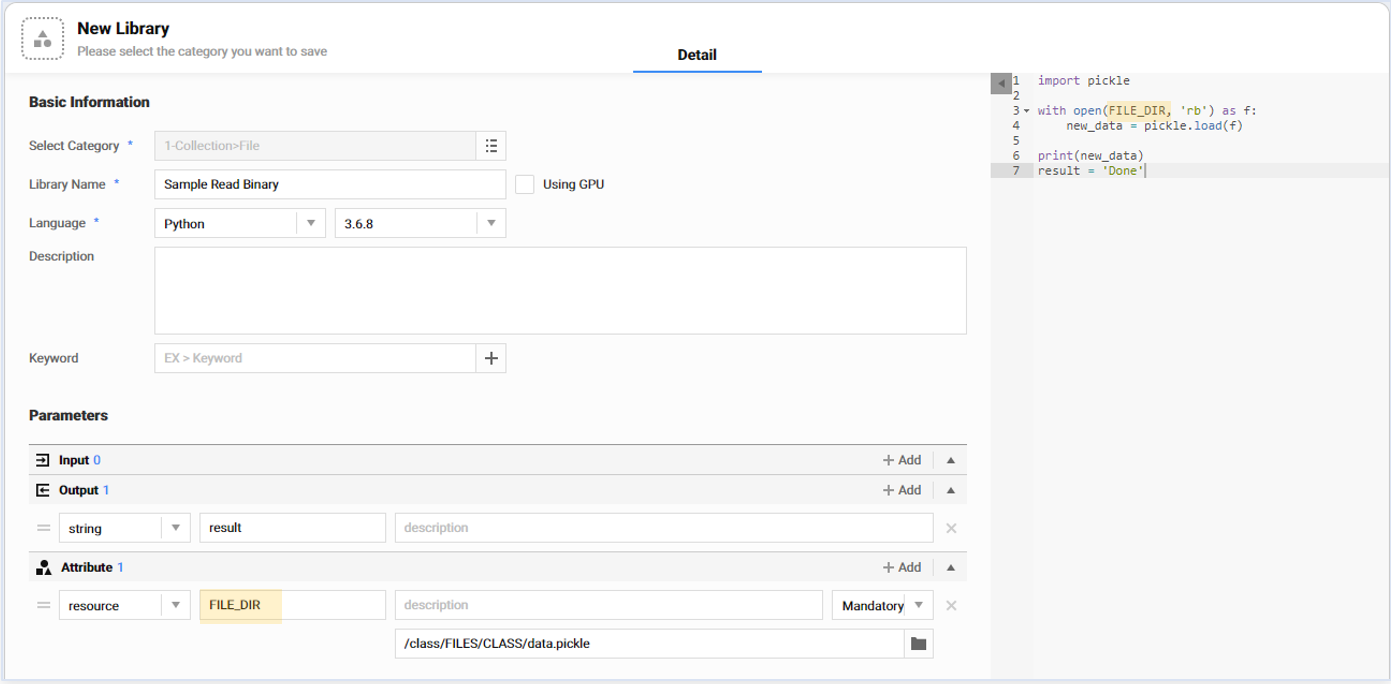 New Library
Please select the category you want to save
Detail
Basic Information
Select Category *
1-Collection>File
Library Name *
Sample Read Binary
Using GPU
Language *
Python
3.6.8
Description
Keyword
EX > Keyword
Parameters
Input 0
+ Add
Output 1
+ Add
string
result
description
Attribute 1
+ Add
resource
FILE_DIR
description
Mandatory
/class/FILES/CLASS/data.pickle
1 import pickle
2
3 with open(FILE_DIR, 'rb') as f:
4     new_data = pickle.load(f)
5
6 print(new_data)
7 result = 'Done'